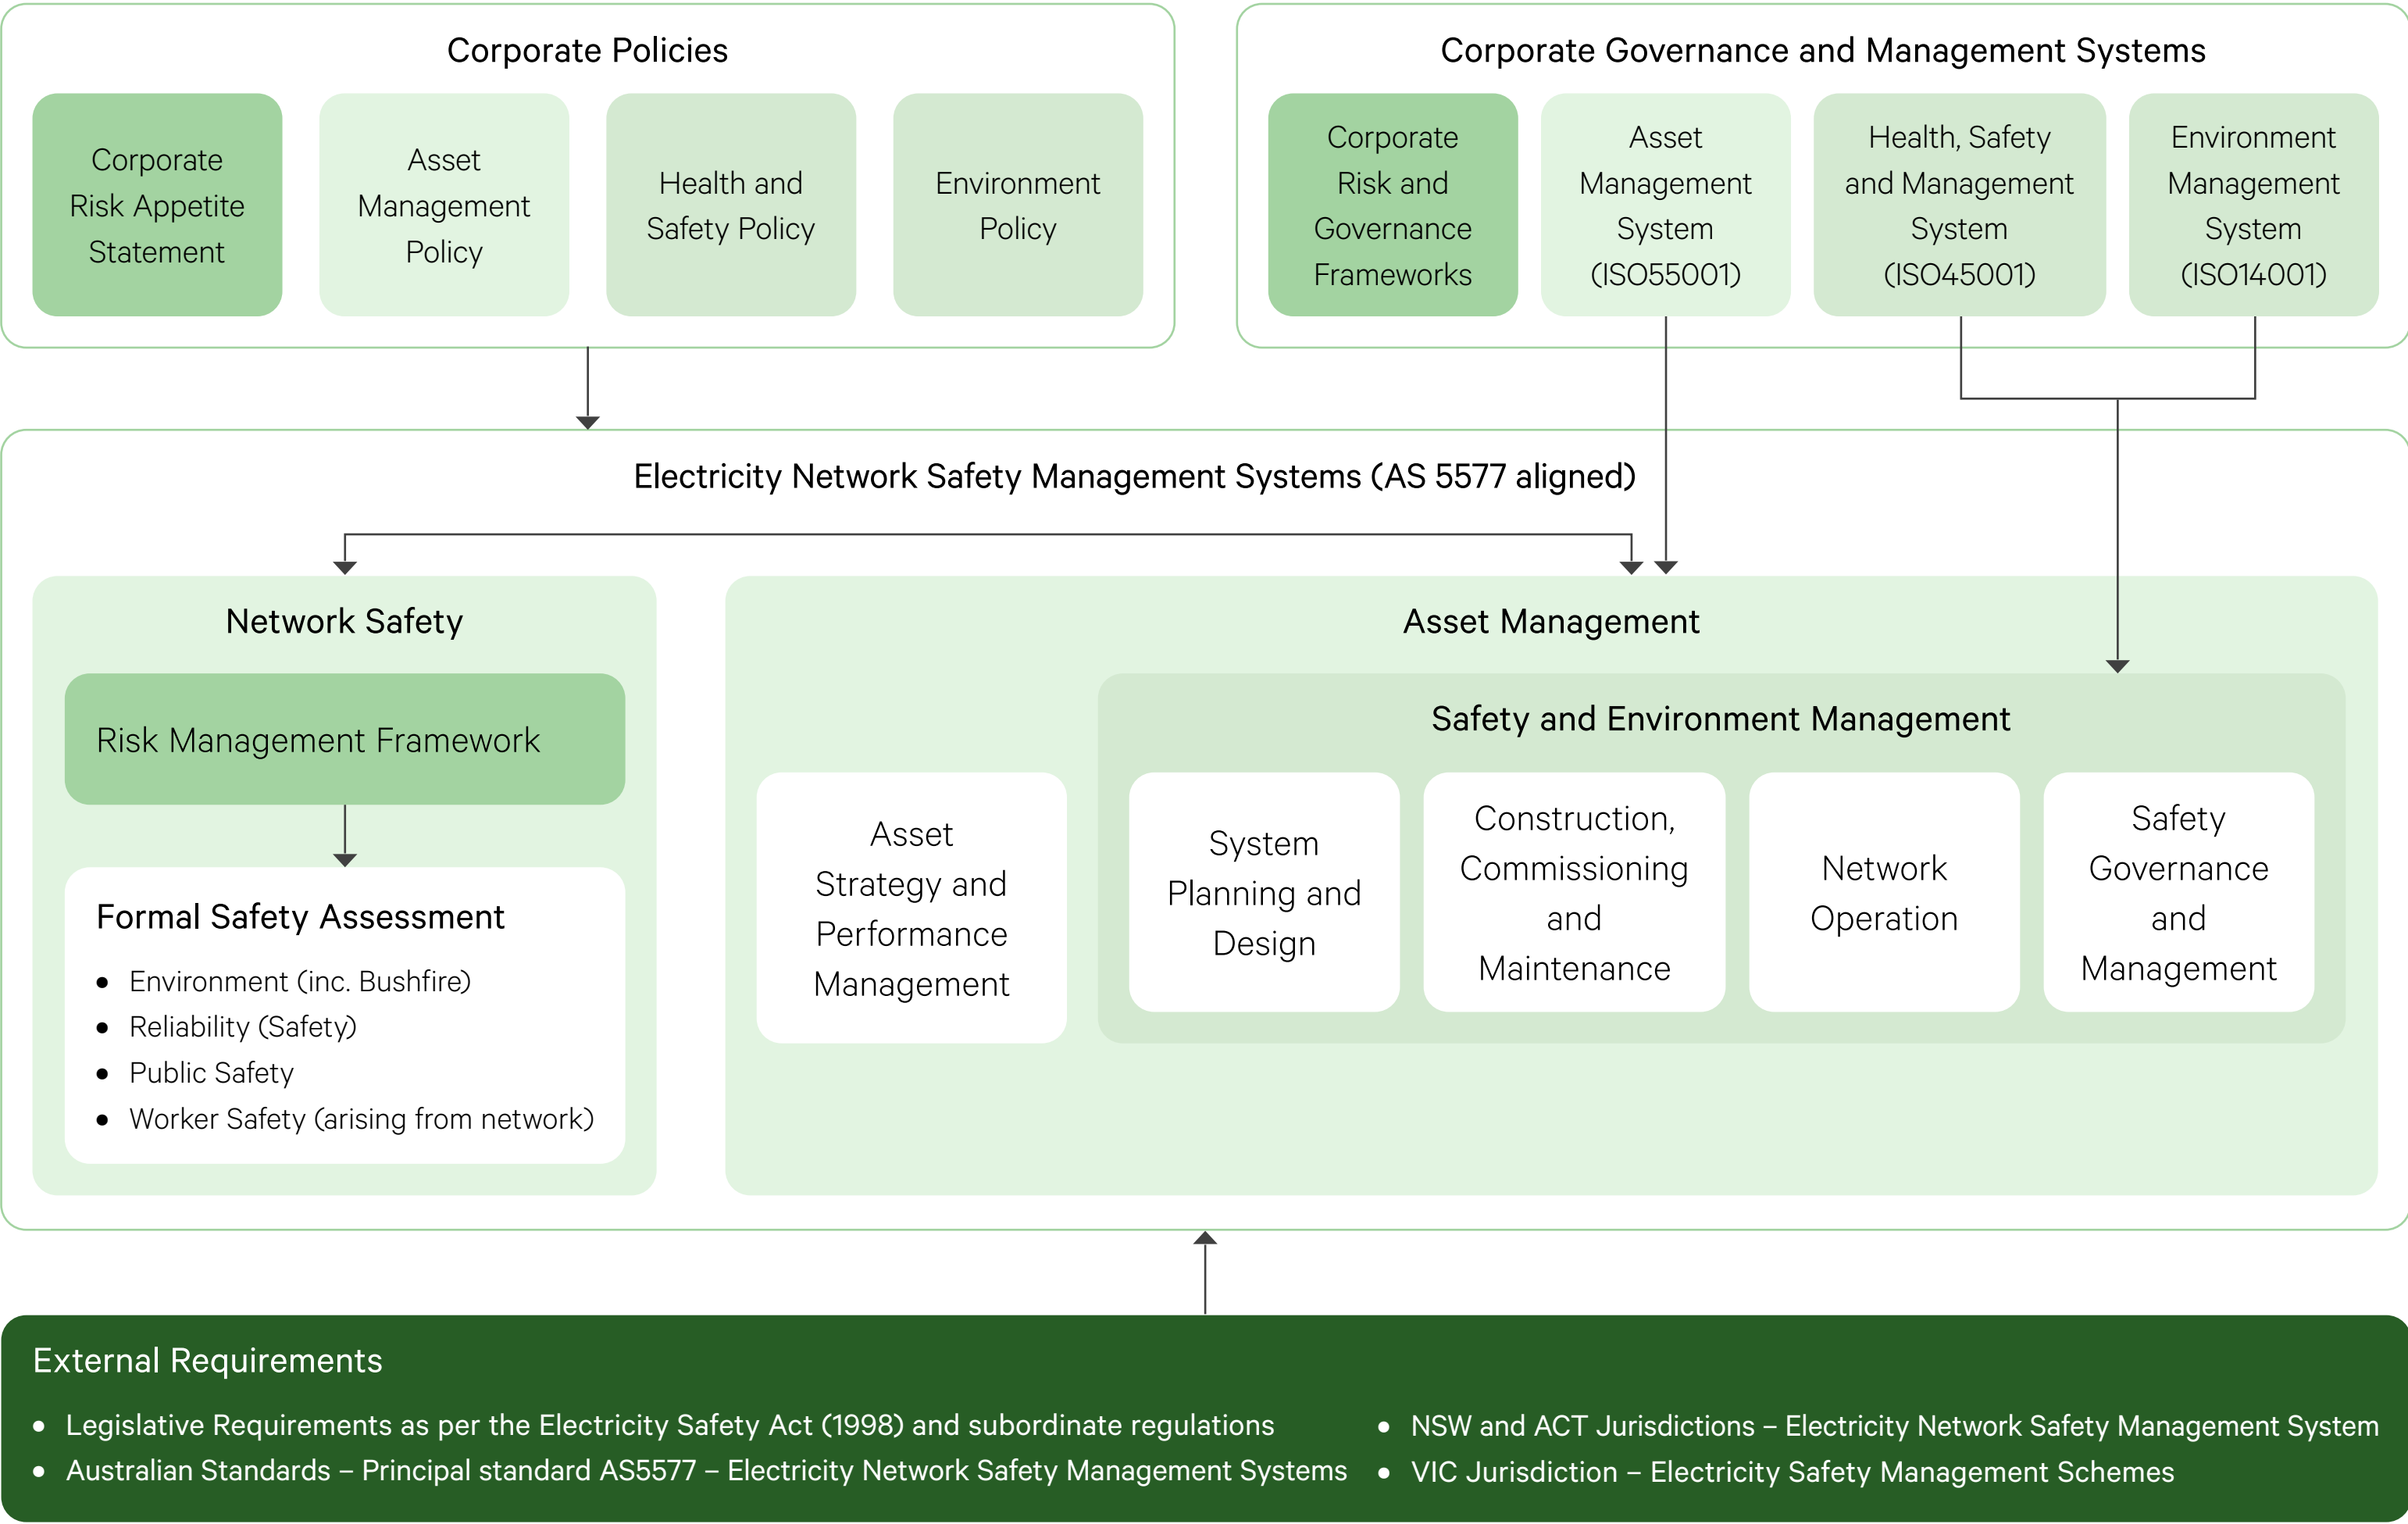 Corporate Policies
Corporate
Risk Appetite
Statement
Asset
Management
Policy
Health and
Safety Policy
Environment
Policy
Corporate Governance and Management Systems
Corporate
Risk and
Governance
Frameworks
Asset
Management
System
(ISO55001)
Health, Safety
and Management
System
(ISO45001)
Environment
Management
System
(ISO14001)
Electricity Network Safety Management Systems (AS 5577 aligned)
Network Safety
Risk Management Framework
Formal Safety Assessment
• Environment (inc. Bushfire)
• Reliability (Safety)
• Public Safety
• Worker Safety (arising from network)
Asset Management
Asset
Strategy and
Performance
Management
Safety and Environment Management
System
Planning and
Design
Construction,
Commissioning
and
Maintenance
Network
Operation
Safety
Governance
and
Management
External Requirements
• Legislative Requirements as per the Electricity Safety Act (1998) and subordinate regulations
• Australian Standards – Principal standard AS5577 – Electricity Network Safety Management Systems
• NSW and ACT Jurisdictions – Electricity Network Safety Management System
• VIC Jurisdiction – Electricity Safety Management Schemes